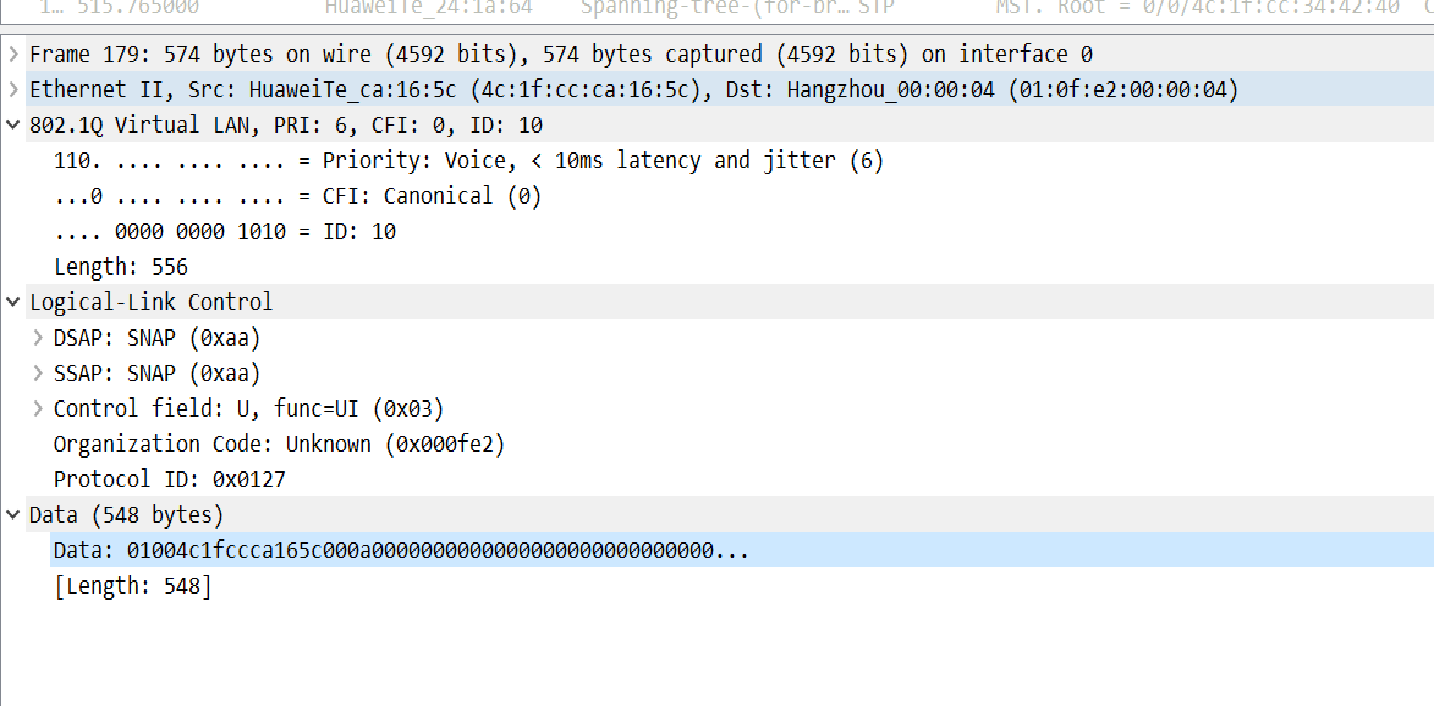 1… 515.765000 HuaweiTe_24:1a:64 Spanning-tree-(for-br… STP MST. Root = 0/0/4c:1f:cc:34:42:40
Frame 179: 574 bytes on wire (4592 bits), 574 bytes captured (4592 bits) on interface 0
Ethernet II, Src: HuaweiTe_ca:16:5c (4c:1f:cc:ca:16:5c), Dst: Hangzhou_00:00:04 (01:0f:e2:00:00:04)
802.1Q Virtual LAN, PRI: 6, CFI: 0, ID: 10
110. .... .... .... = Priority: Voice, < 10ms latency and jitter (6)
...0 .... .... .... = CFI: Canonical (0)
.... 0000 0000 1010 = ID: 10
Length: 556
Logical-Link Control
DSAP: SNAP (0xaa)
SSAP: SNAP (0xaa)
Control field: U, func=UI (0x03)
Organization Code: Unknown (0x000fe2)
Protocol ID: 0x0127
Data (548 bytes)
Data: 01004c1fccca165c000a0000000000000000000000000000...
[Length: 548]